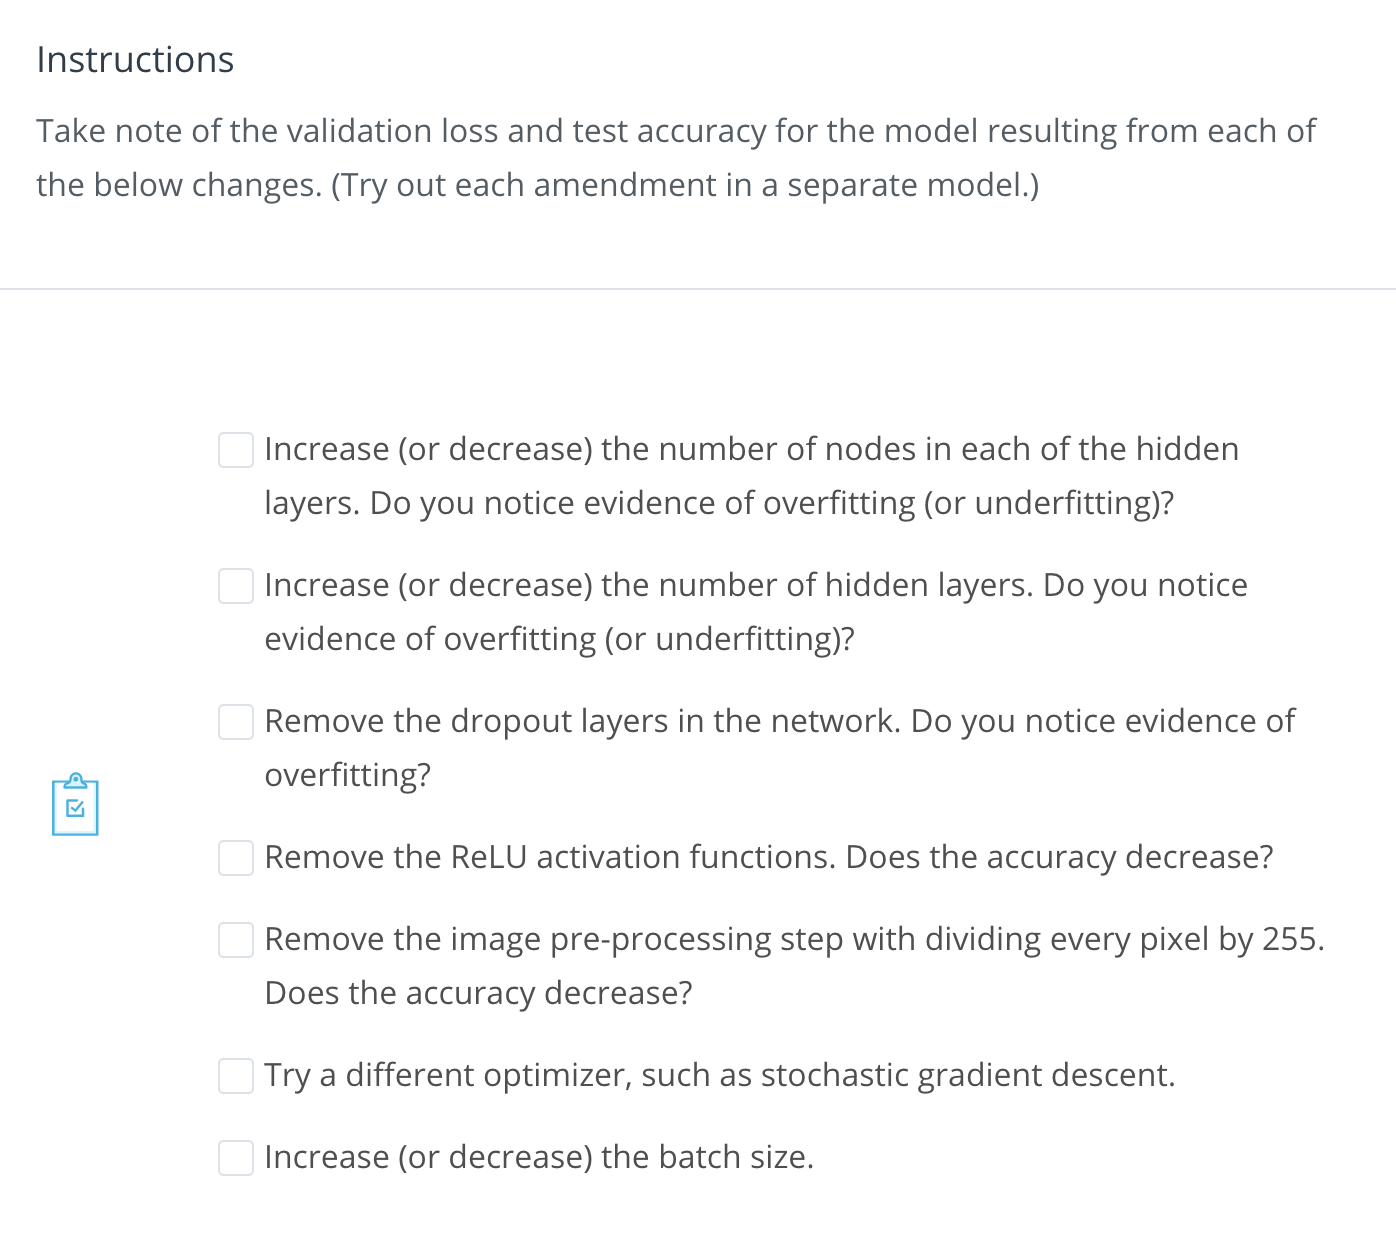 Instructions
Take note of the validation loss and test accuracy for the model resulting from each of
the below changes. (Try out each amendment in a separate model.)
Increase (or decrease) the number of nodes in each of the hidden
layers. Do you notice evidence of overfitting (or underfitting)?
Increase (or decrease) the number of hidden layers. Do you notice
evidence of overfitting (or underfitting)?
Remove the dropout layers in the network. Do you notice evidence of
overfitting?
Remove the ReLU activation functions. Does the accuracy decrease?
Remove the image pre-processing step with dividing every pixel by 255.
Does the accuracy decrease?
Try a different optimizer, such as stochastic gradient descent.
Increase (or decrease) the batch size.